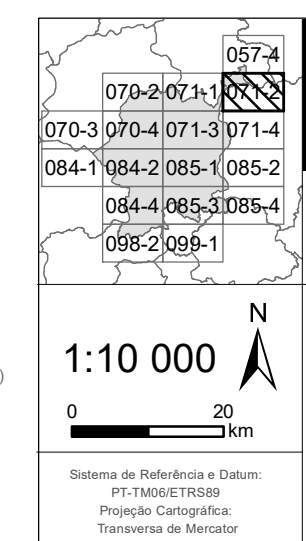 057-4
070-2 071-1 071-2
070-3 070-4 071-3 071-4
084-1 084-2 085-1 085-2
084-4 085-3 085-4
098-2 099-1
N
1:10 000
)
0 20
km
Sistema de Referência e Datum:
PT-TM06/ETRS89
Projeção Cartográfica:
Transversa de Mercator